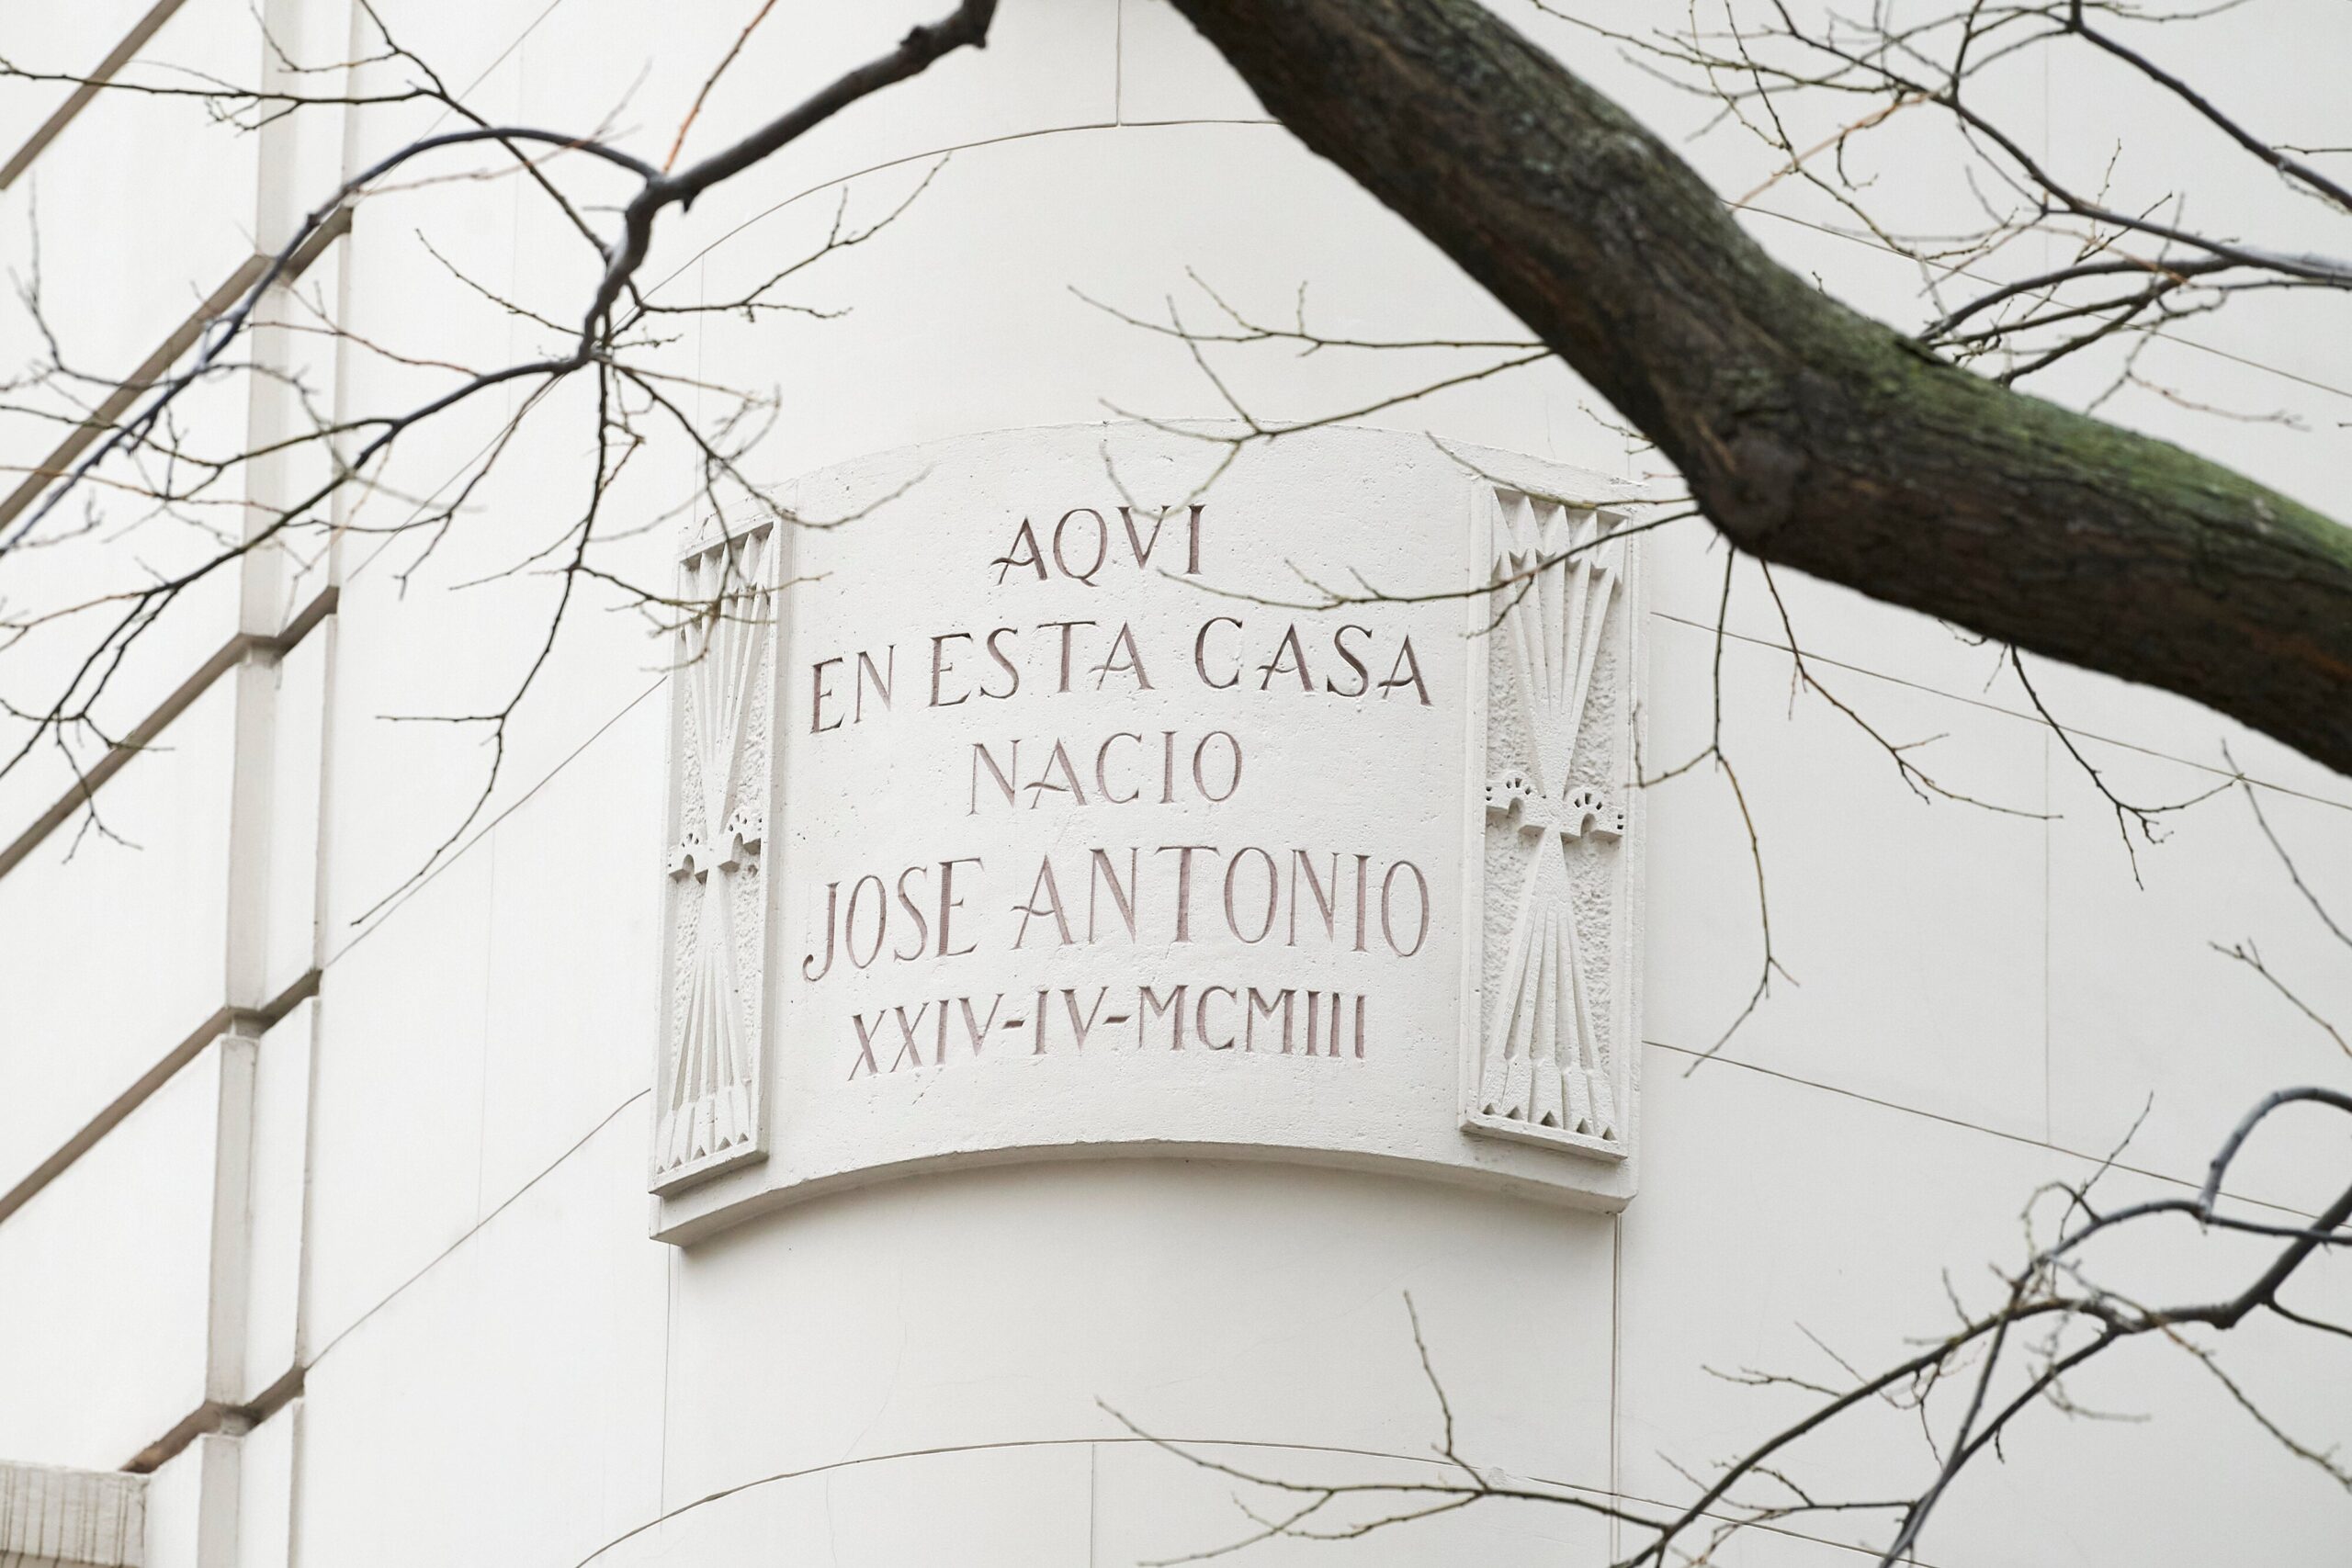 AQVI
EN ESTA CASA
NACIO
JOSE ANTONIO
XXIV-IV-MCMIII